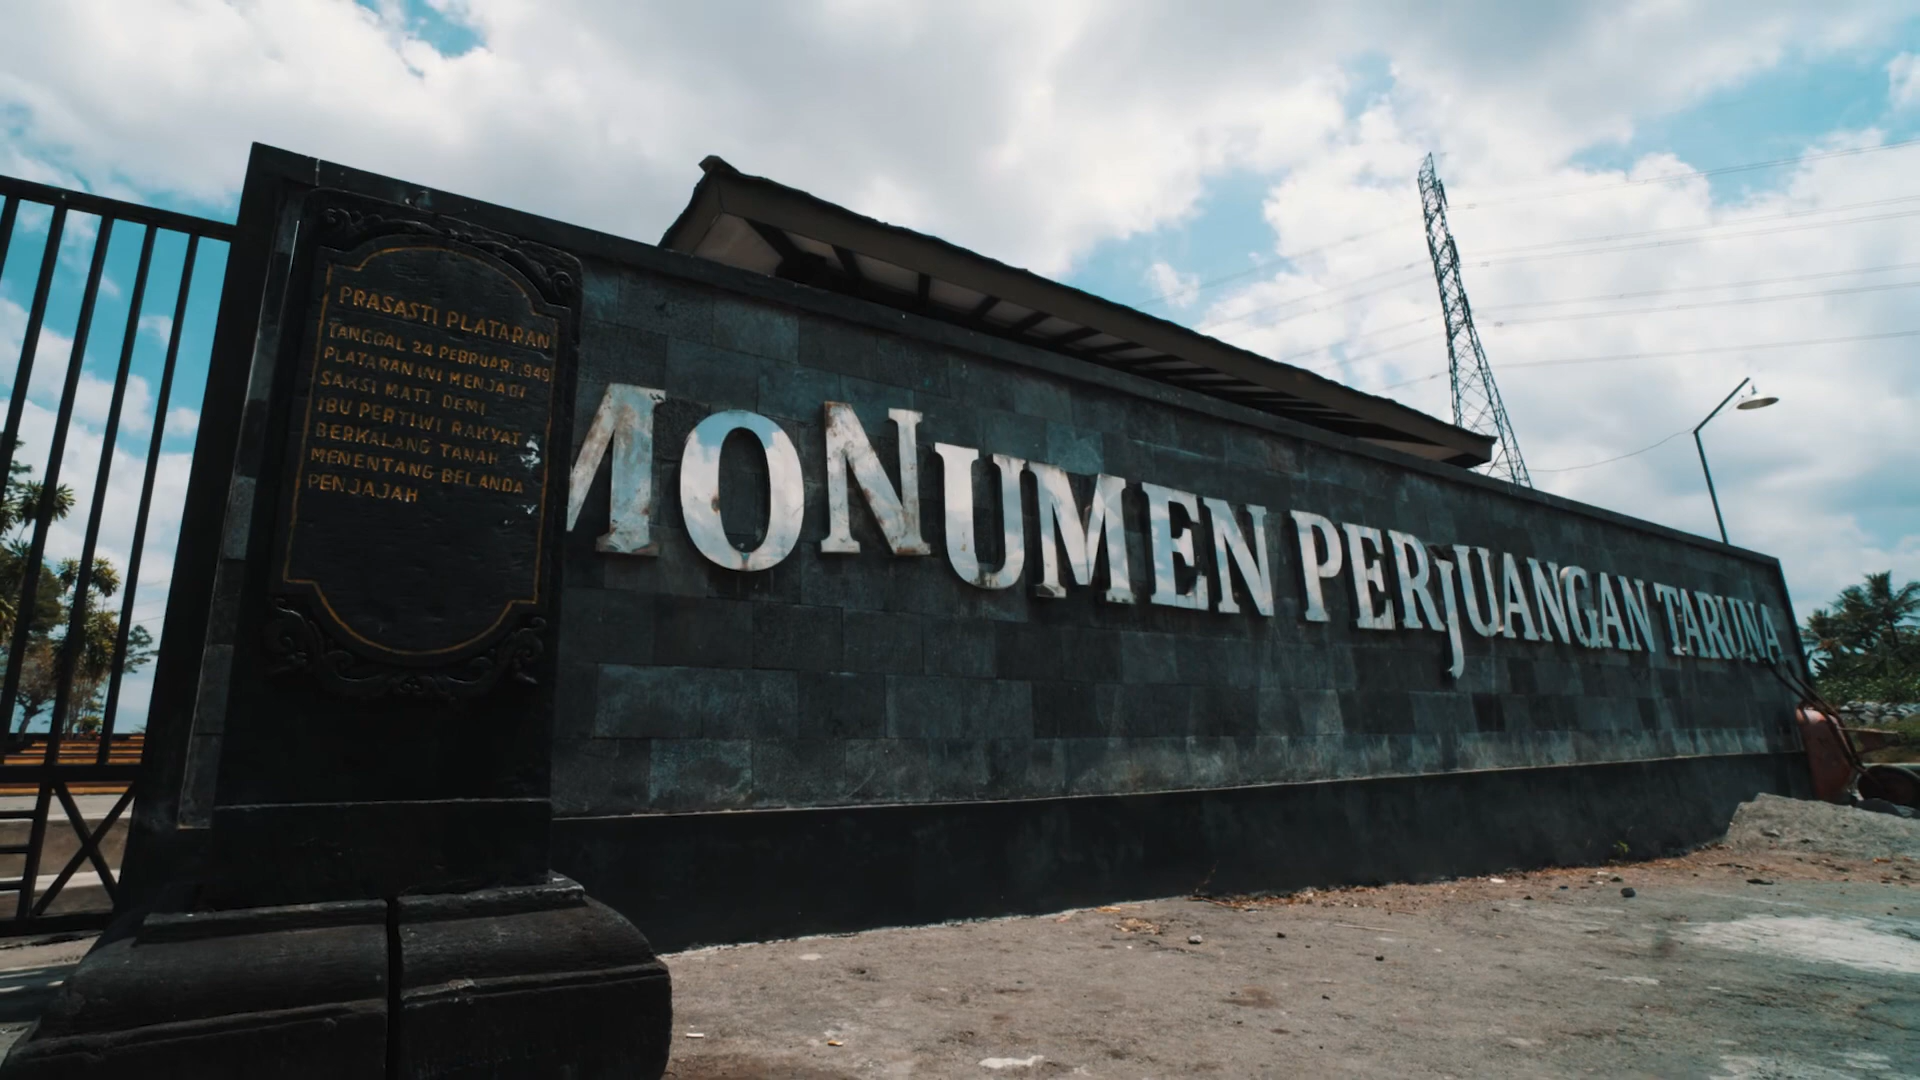 PRASASTI PLATARAN
TANGGAL 24 PEBRUARI 1949
PLATARAN INI MENJADI
SAKSI MATI DEMI
IBU PERTIWI RAKYAT
BERKALANG TANAH
MENENTANG BELANDA
PENJAJAH
MONUMEN PERJUANGAN TARUNA